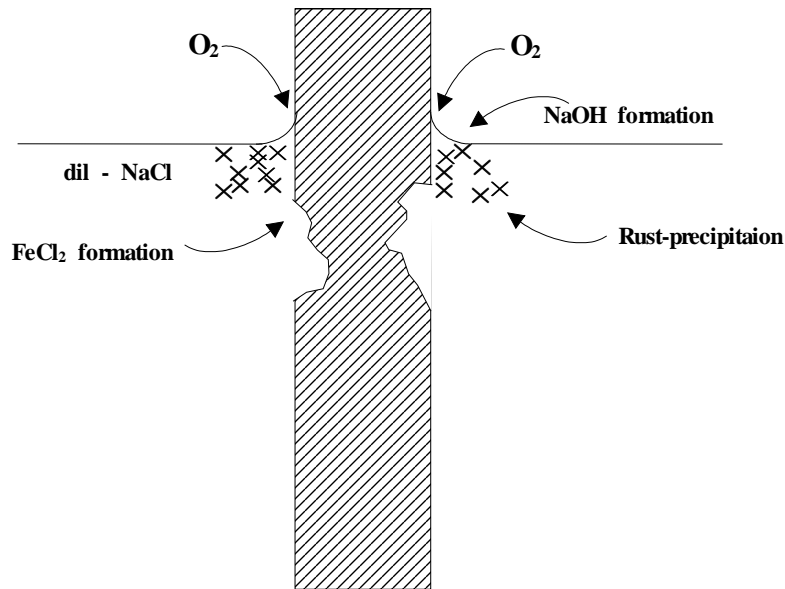 O₂
O₂
NaOH formation
dil - NaCl
Rust-precipitaion
FeCl₂ formation